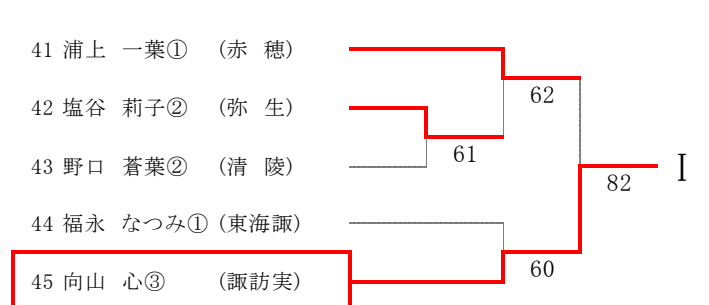 41 浦上 一葉① (赤 穂)
62
42 塩谷 莉子② (弥 生)
61
43 野口 蒼葉② (清 陵)
82 I
44 福永 なつみ① (東海諏)
60
45 向山 心③ (諏訪実)